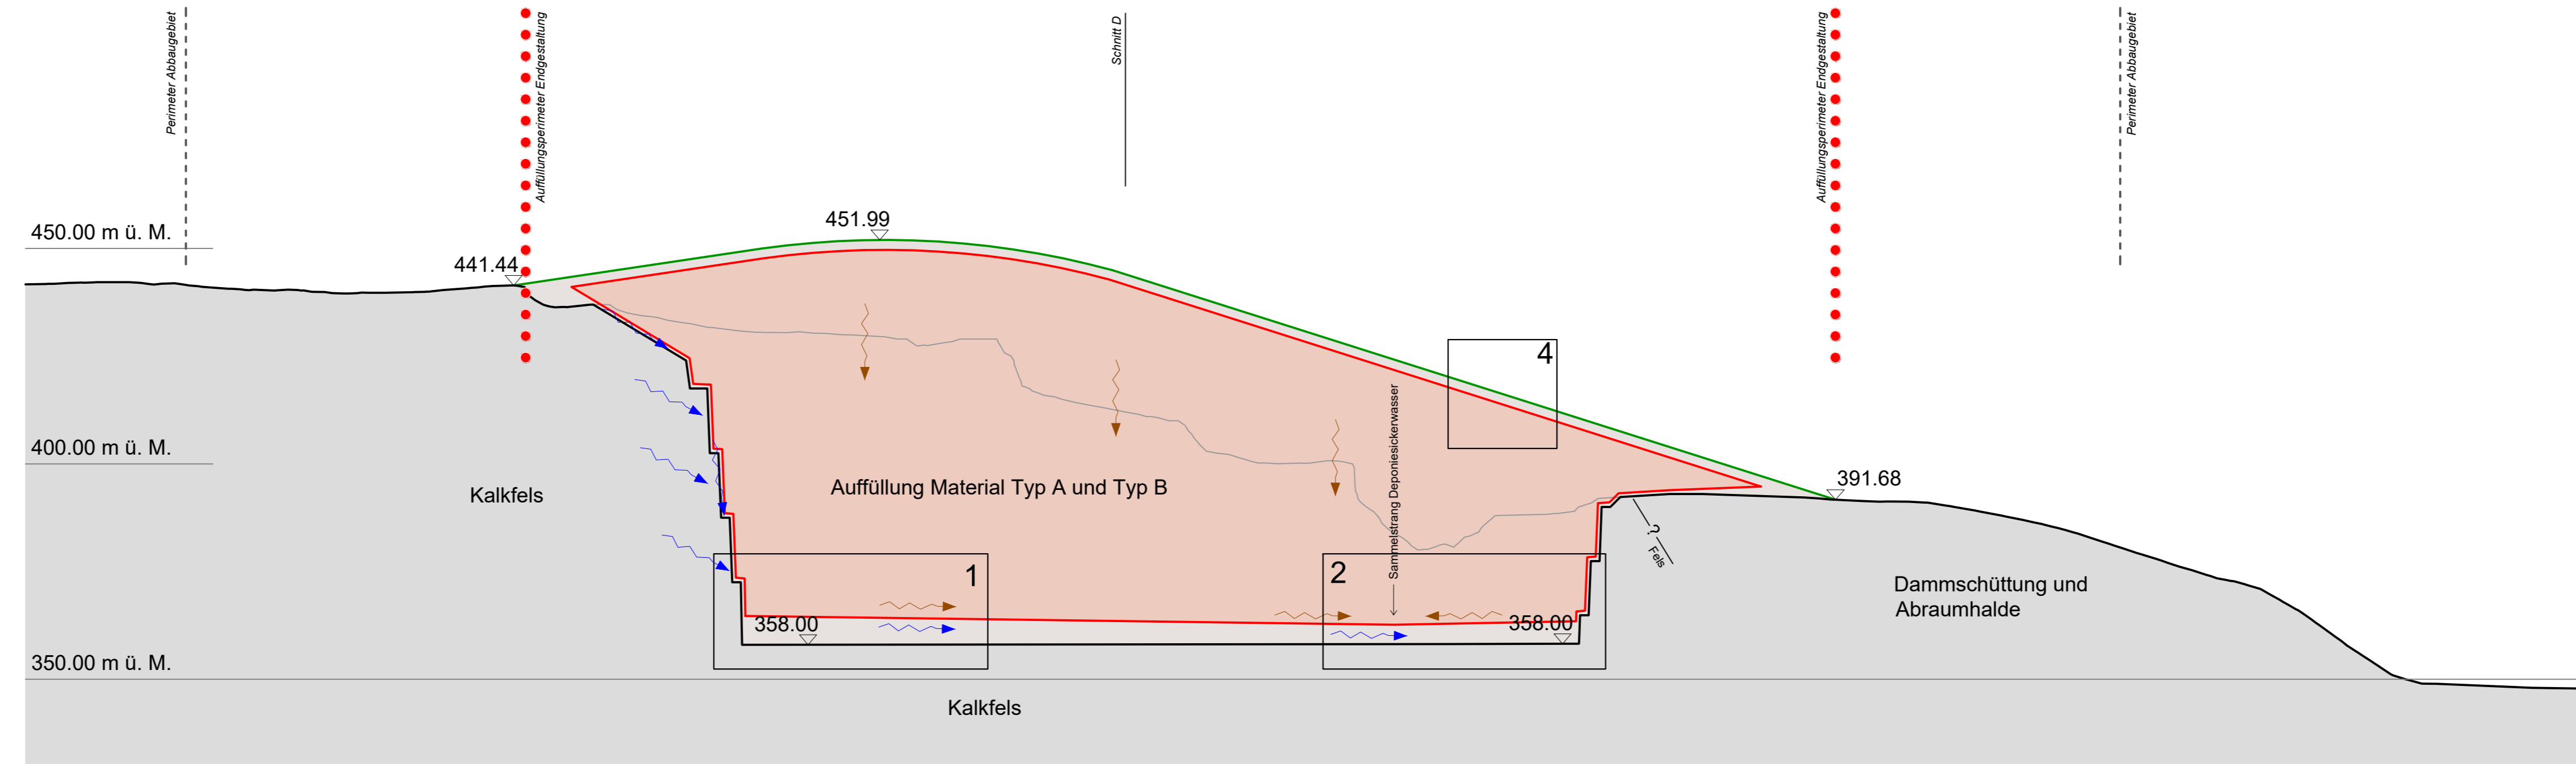 Perimeter Abbaugebiet
Auffüllungsperimeter Endgestaltung
Schnitt D
Auffüllungsperimeter Endgestaltung
Perimeter Abbaugebiet
450.00 m ü. M.
451.99
441.44
4
400.00 m ü. M.
Kalkfels
Auffüllung Material Typ A und Typ B
Sammelstrang Deponiesickerwasser
391.68
?
Fels
1
2
Dammschüttung und
Abraumhalde
358.00
358.00
350.00 m ü. M.
Kalkfels